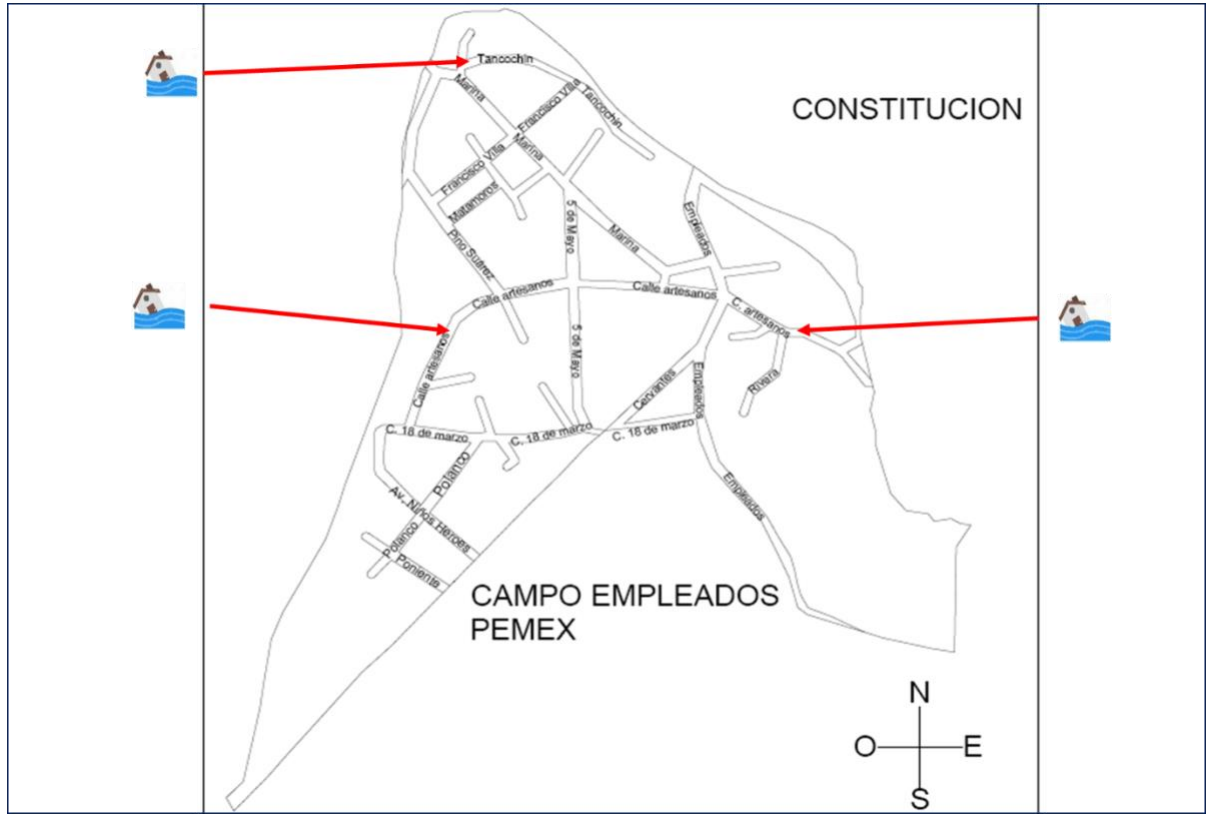 Tancochin
Marina
Francisco Villa
Tancochin
CONSTITUCION
Marina
Francisco Villa
Matamoros
Pino Suárez
5 de Mayo
Marina
Empleados
Calle artesanos
Calle artesanos
C. artesanos
5 de Mayo
Calle artesanos
Cervantes
Empleados
Rivera
C. 18 de marzo
C. 18 de marzo
C. 18 de marzo
Polanco
Av. Niños Heroes
Empleados
Polanco
Poniente
CAMPO EMPLEADOS
PEMEX
N
O
E
S